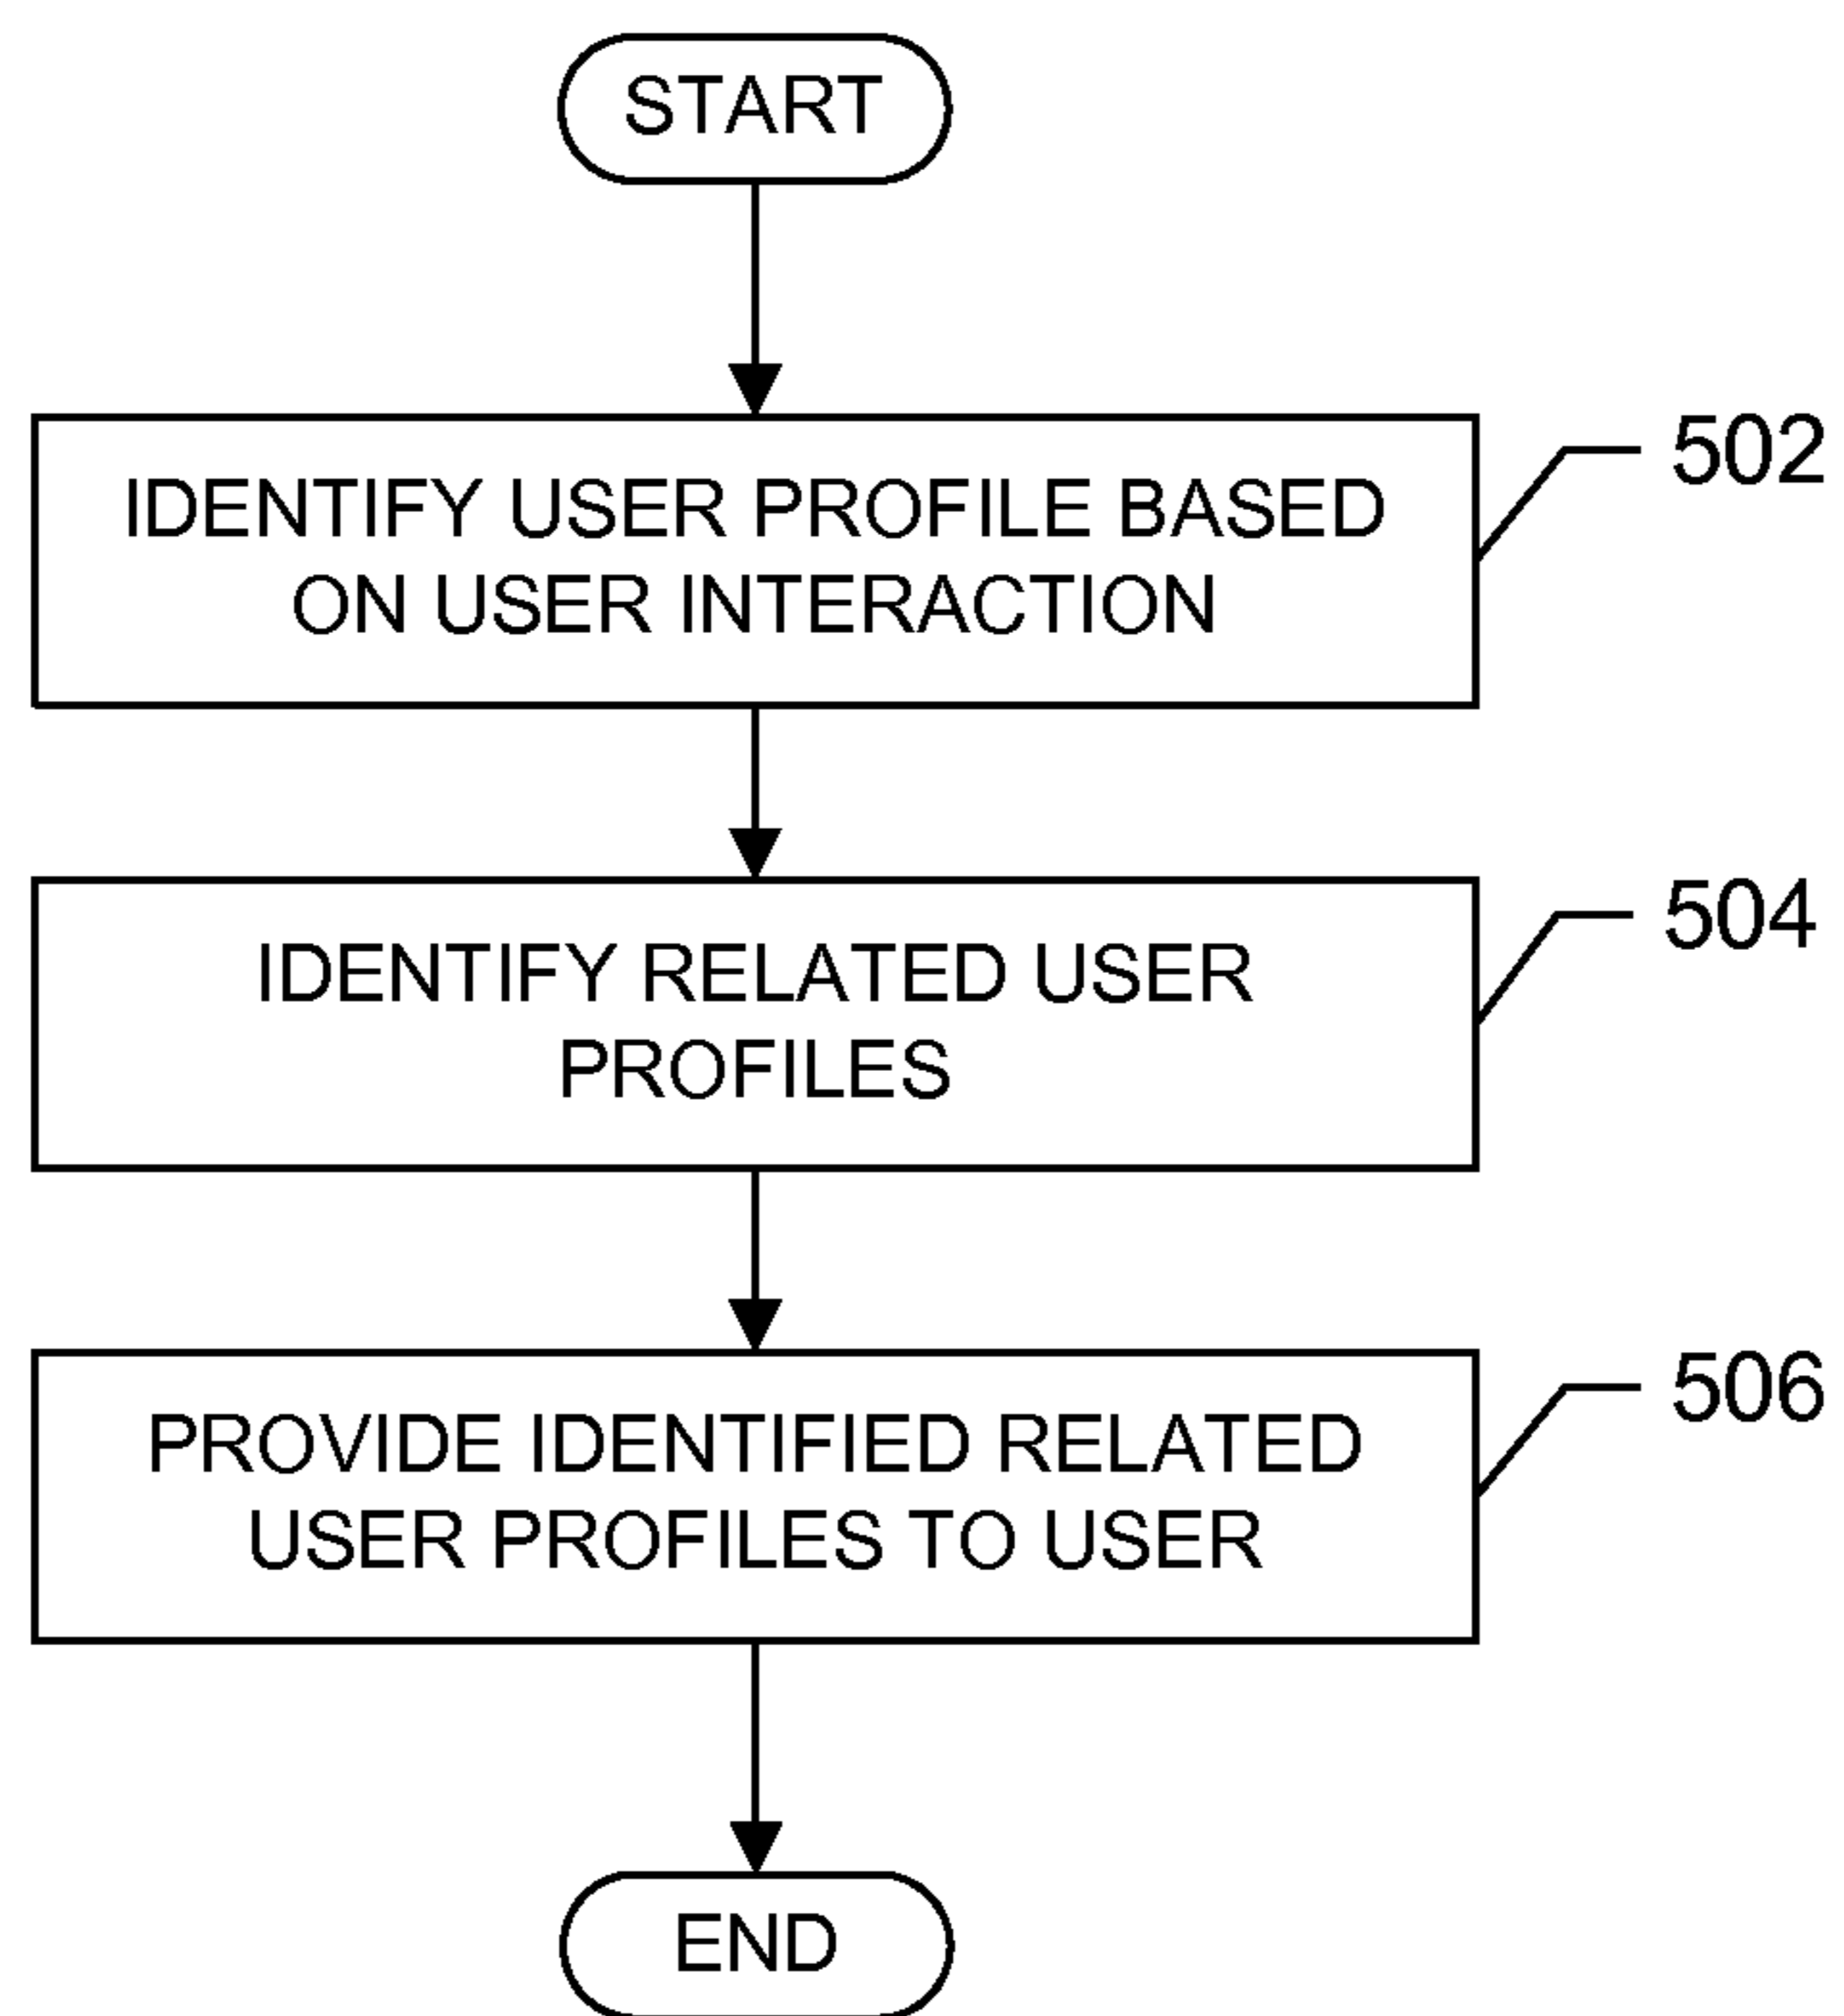 START
IDENTIFY USER PROFILE BASED
ON USER INTERACTION
502
IDENTIFY RELATED USER
PROFILES
504
PROVIDE IDENTIFIED RELATED
USER PROFILES TO USER
506
END